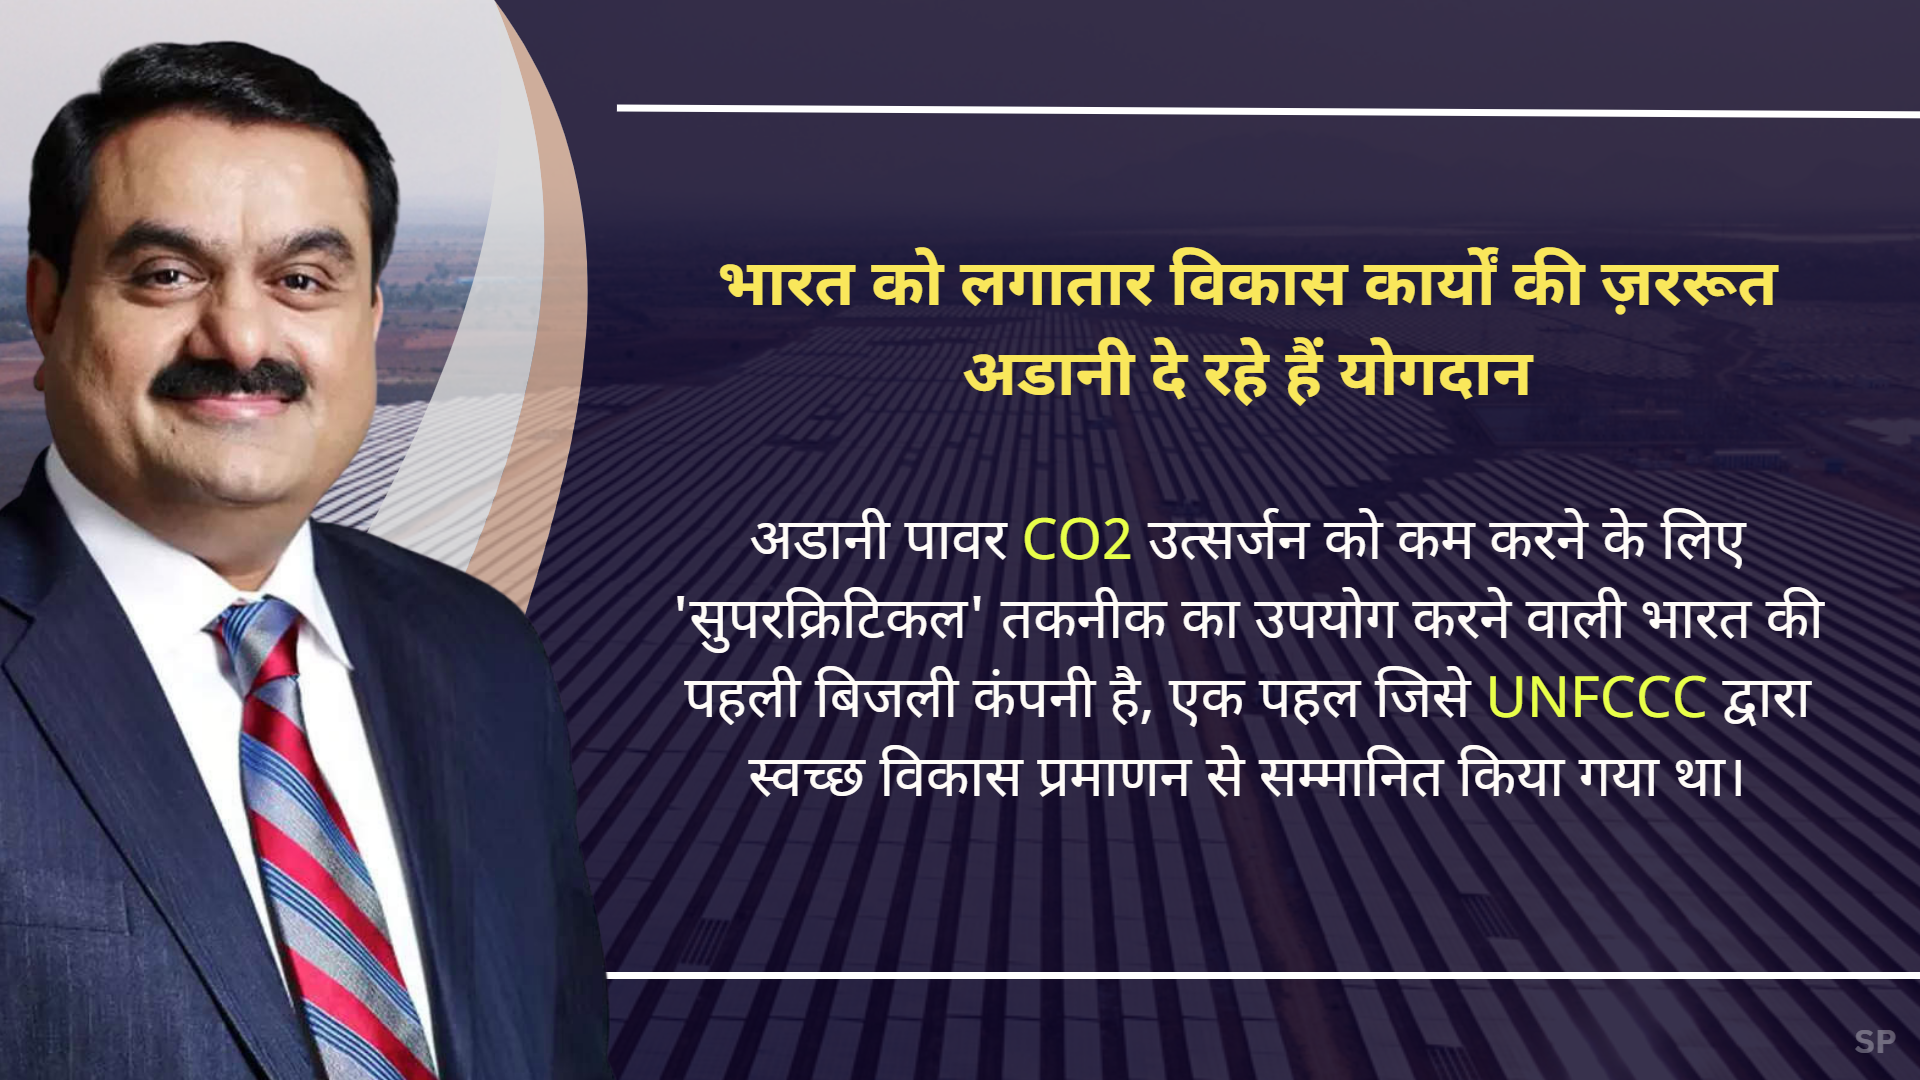 भारत को लगातार विकास कार्यों की ज़ररूत
अडानी दे रहे हैं योगदान
अडानी पावर CO2 उत्सर्जन को कम करने के लिए
'सुपरक्रिटिकल' तकनीक का उपयोग करने वाली भारत की
पहली बिजली कंपनी है, एक पहल जिसे UNFCCC द्वारा
स्वच्छ विकास प्रमाणन से सम्मानित किया गया था।
SP